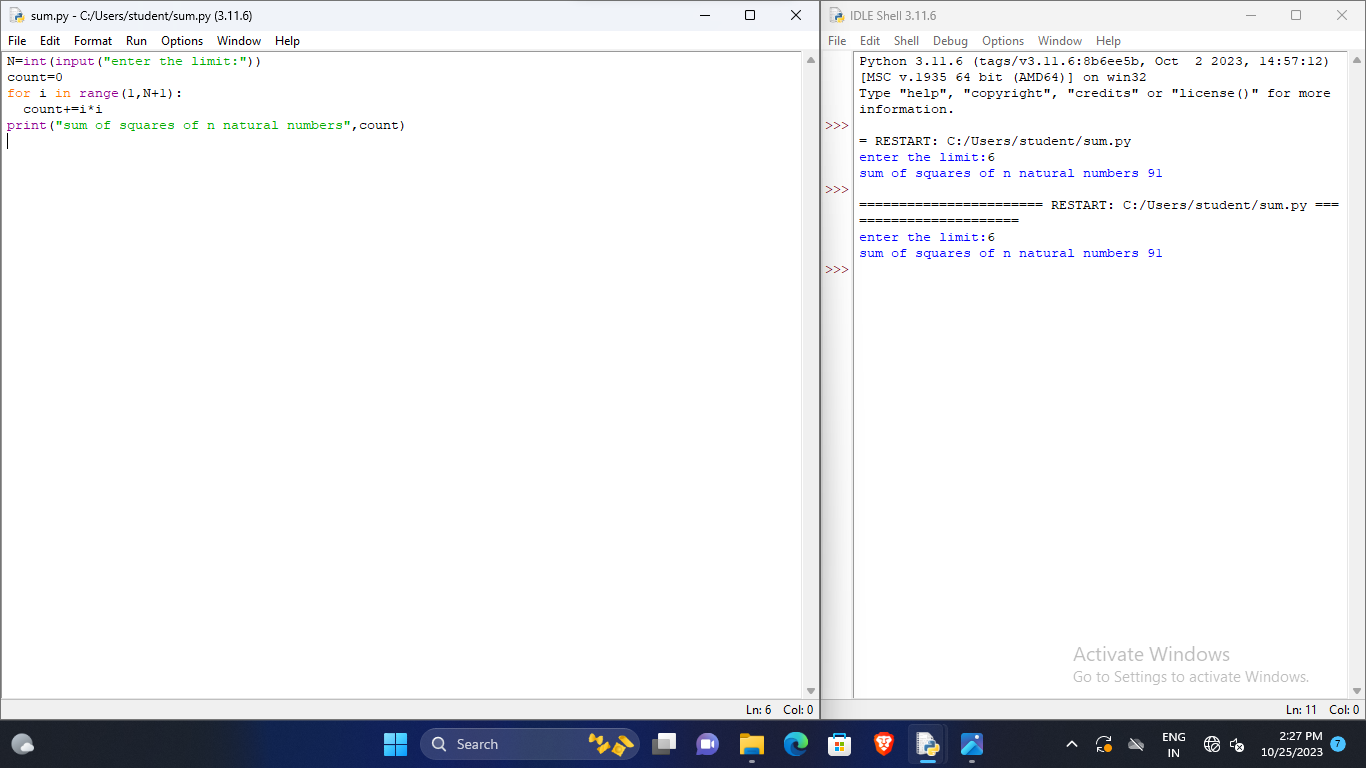 sum.py - C:/Users/student/sum.py (3.11.6)
File Edit Format Run Options Window Help
N=int(input("enter the limit:"))
count=0
for i in range(1,N+1):
  count+=i*i
print("sum of squares of n natural numbers",count)
Ln: 6 Col: 0
IDLE Shell 3.11.6
File Edit Shell Debug Options Window Help
Python 3.11.6 (tags/v3.11.6:8b6ee5b, Oct  2 2023, 14:57:12)
[MSC v.1935 64 bit (AMD64)] on win32
Type "help", "copyright", "credits" or "license()" for more
information.
>>>
= RESTART: C:/Users/student/sum.py
enter the limit:6
sum of squares of n natural numbers 91
>>>
======================= RESTART: C:/Users/student/sum.py ===
====================
enter the limit:6
sum of squares of n natural numbers 91
>>>
Activate Windows
Go to Settings to activate Windows.
Ln: 11 Col: 0
Search
ENG
IN
2:27 PM
10/25/2023
7